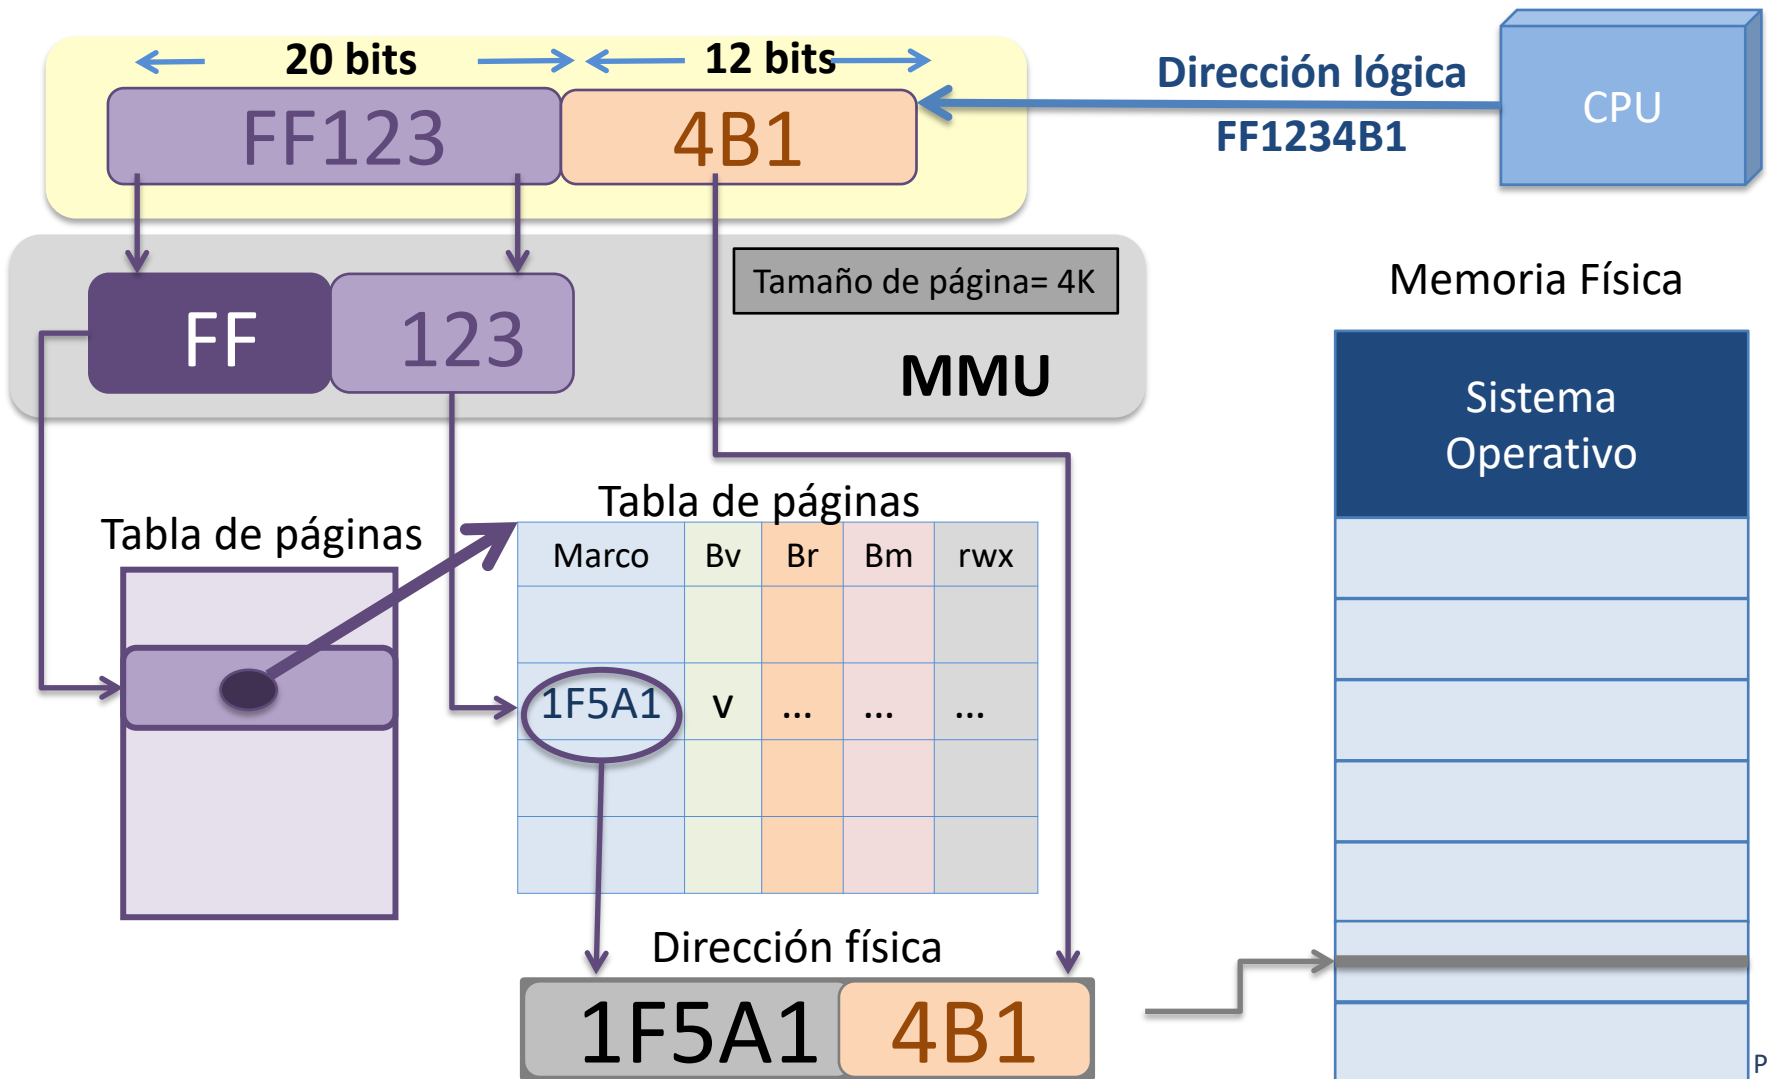 20 bits
12 bits
FF123
4B1
Dirección lógica
FF1234B1
CPU
FF
123
Tamaño de página= 4K
MMU
Memoria Física
Sistema
Operativo
Tabla de páginas
Tabla de páginas
Marco Bv Br Bm rwx
1F5A1 v ... ... ...
Dirección física
1F5A1 4B1
P